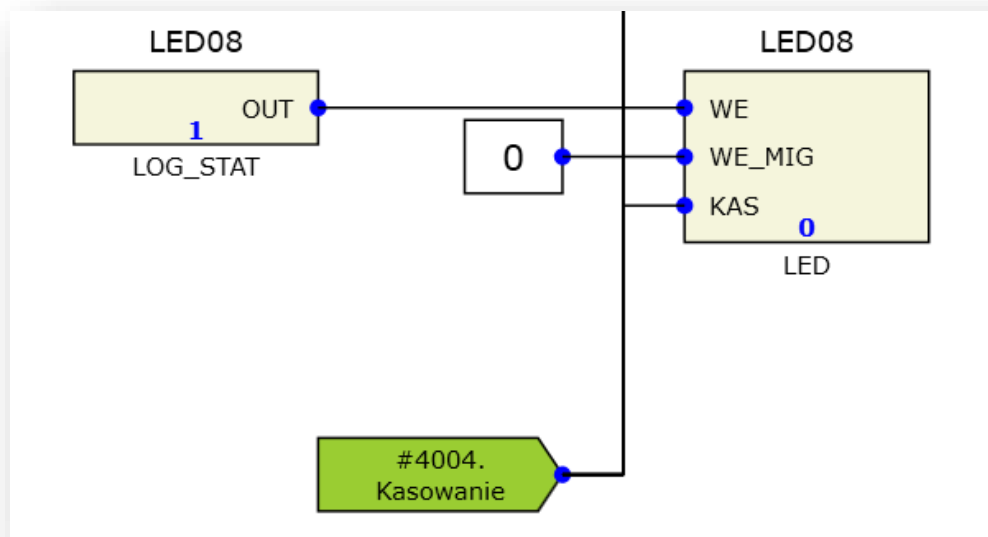 LED08
OUT
1
LOG_STAT
0
LED08
WE
WE_MIG
KAS
0
LED
#4004.
Kasowanie